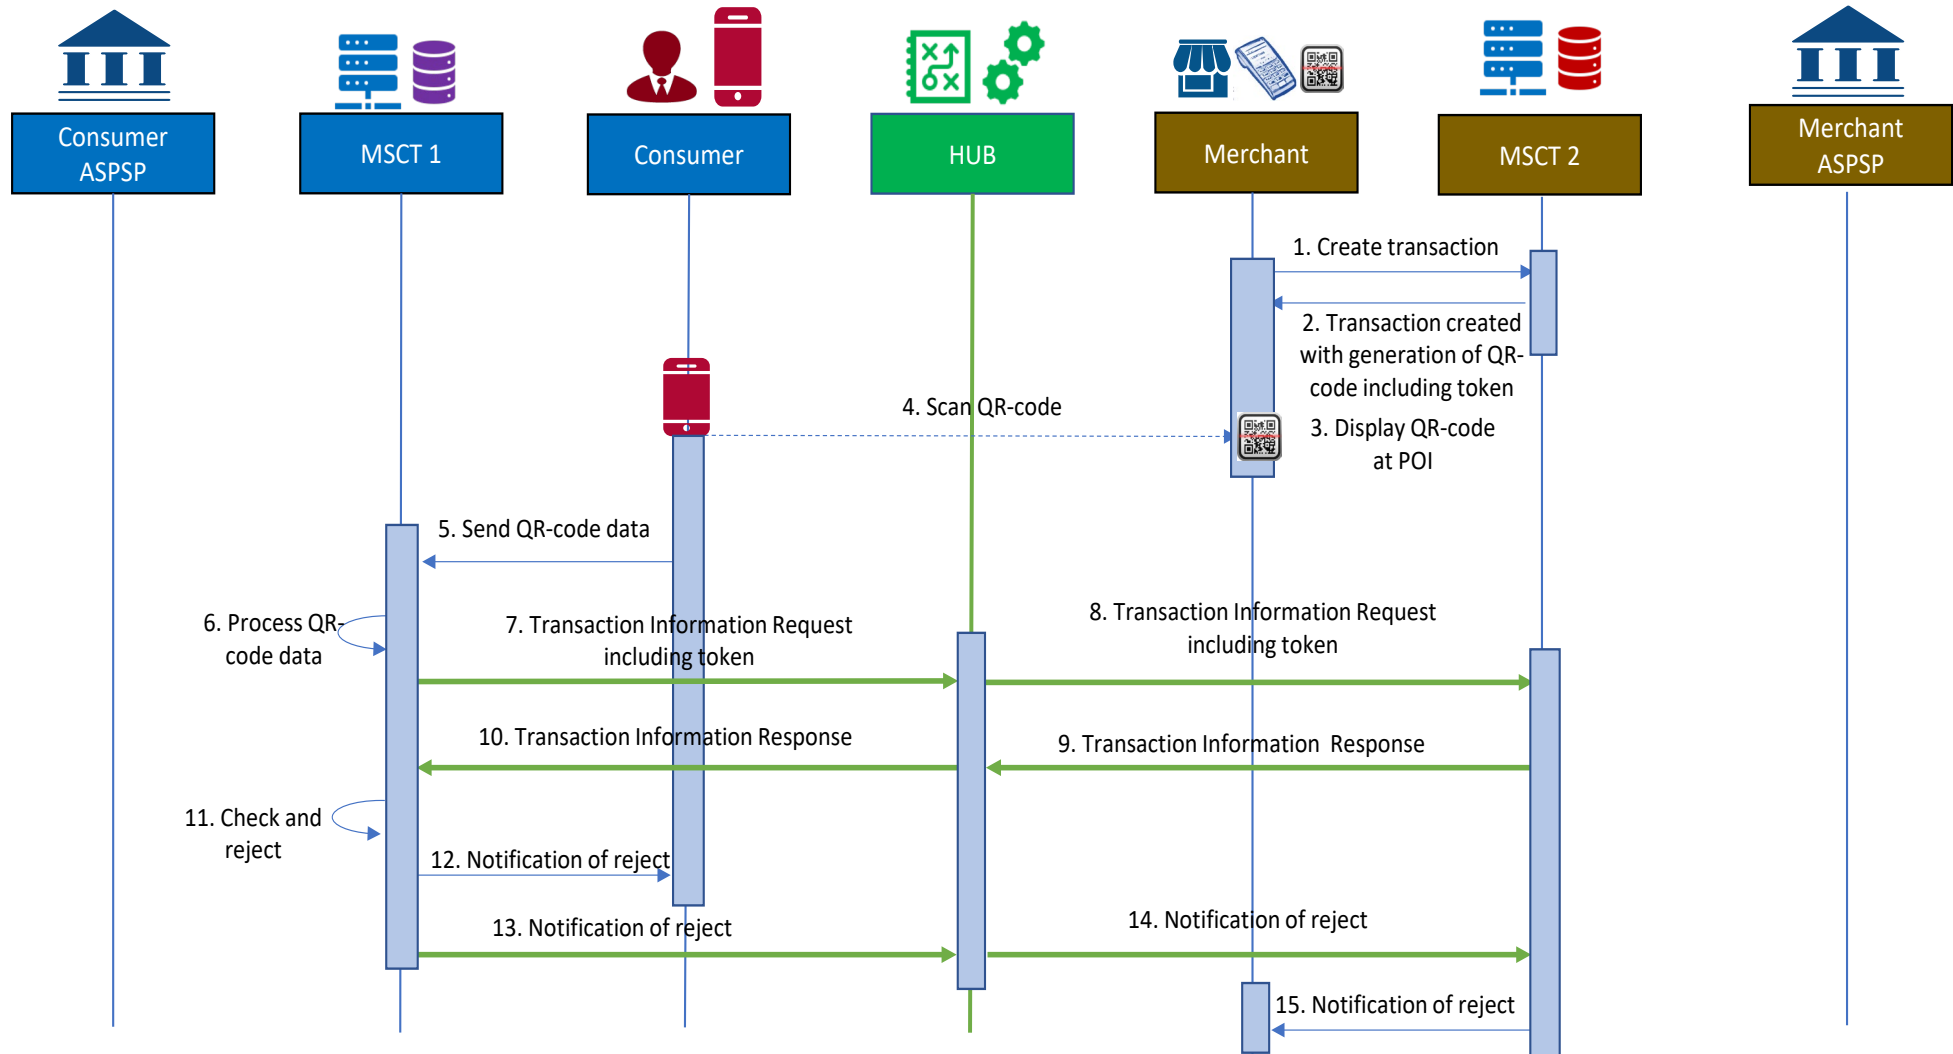 Consumer
ASPSP
MSCT 1
Consumer
HUB
Merchant
MSCT 2
Merchant
ASPSP
1. Create transaction
2. Transaction created
with generation of QR-
code including token
3. Display QR-code
at POI
4. Scan QR-code
5. Send QR-code data
6. Process QR-
code data
7. Transaction Information Request
including token
8. Transaction Information Request
including token
9. Transaction Information  Response
10. Transaction Information Response
11. Check and
reject
12. Notification of reject
13. Notification of reject
14. Notification of reject
15. Notification of reject